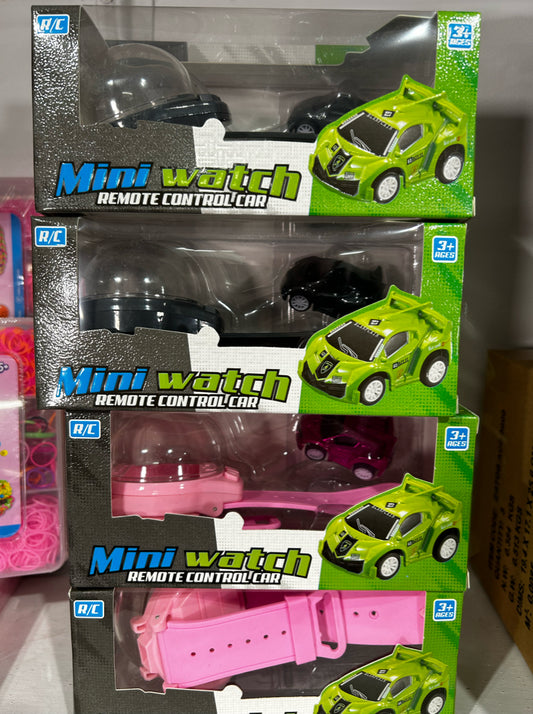 R/C
3+
AGES
Mini watch
REMOTE CONTROL CAR
R/C
3+
AGES
Mini watch
REMOTE CONTROL CAR
R/C
3+
AGES
Mini watch
REMOTE CONTROL CAR
R/C
3+
AGES